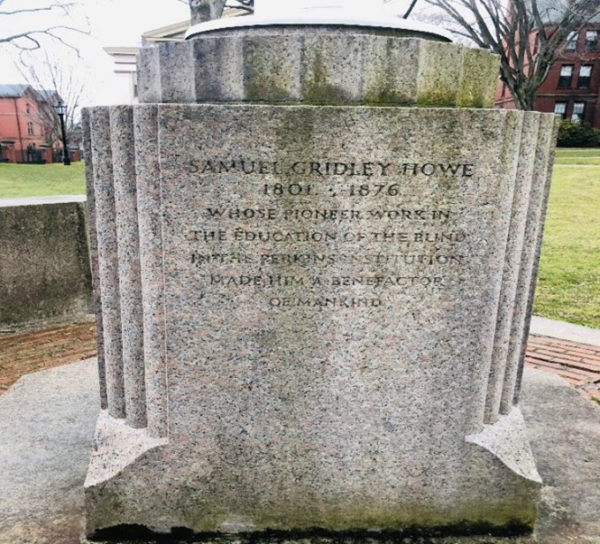 SAMUEL GRIDLEY HOWE
1801 · 1876
WHOSE PIONEER WORK IN
THE EDUCATION OF THE BLIND
IN THE PERKINS INSTITUTION
MADE HIM A BENEFACTOR
OF MANKIND